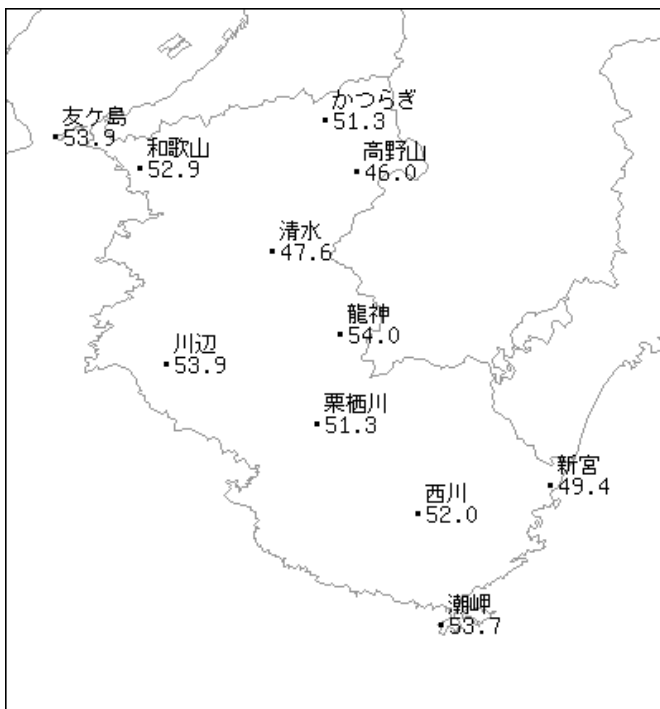 かつらぎ
51.3
友ケ島
53.9
和歌山
52.9
高野山
46.0
清水
47.6
龍神
54.0
川辺
53.9
栗栖川
51.3
新宮
49.4
西川
52.0
潮岬
53.7